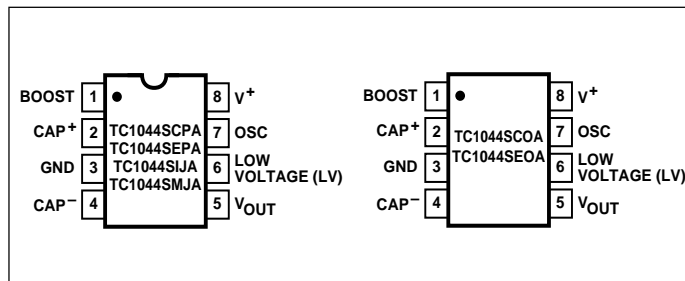 BOOST 1 8 V+
CAP+ 2 7 OSC
GND 3 6 LOW VOLTAGE (LV)
CAP− 4 5 VOUT
TC1044SCPA
TC1044SEPA
TC1044SIJA
TC1044SMJA
BOOST 1 8 V+
CAP+ 2 7 OSC
GND 3 6 LOW VOLTAGE (LV)
CAP− 4 5 VOUT
TC1044SCOA
TC1044SEOA